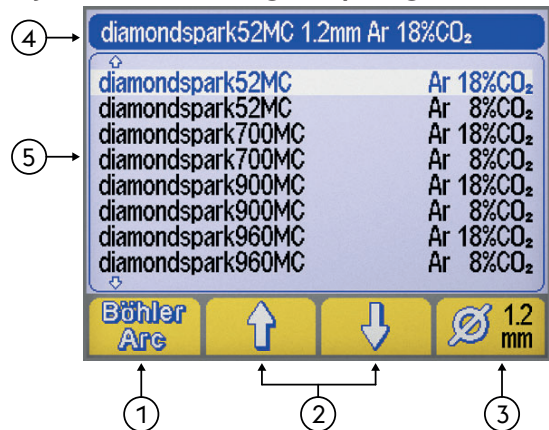 4
diamondspark52MC 1.2mm Ar 18%CO₂
5
diamondspark52MC Ar 18%CO₂
diamondspark52MC Ar 8%CO₂
diamondspark700MC Ar 18%CO₂
diamondspark700MC Ar 8%CO₂
diamondspark900MC Ar 18%CO₂
diamondspark900MC Ar 8%CO₂
diamondspark960MC Ar 18%CO₂
diamondspark960MC Ar 8%CO₂
Böhler
Arc
1.2
mm
1
2
3